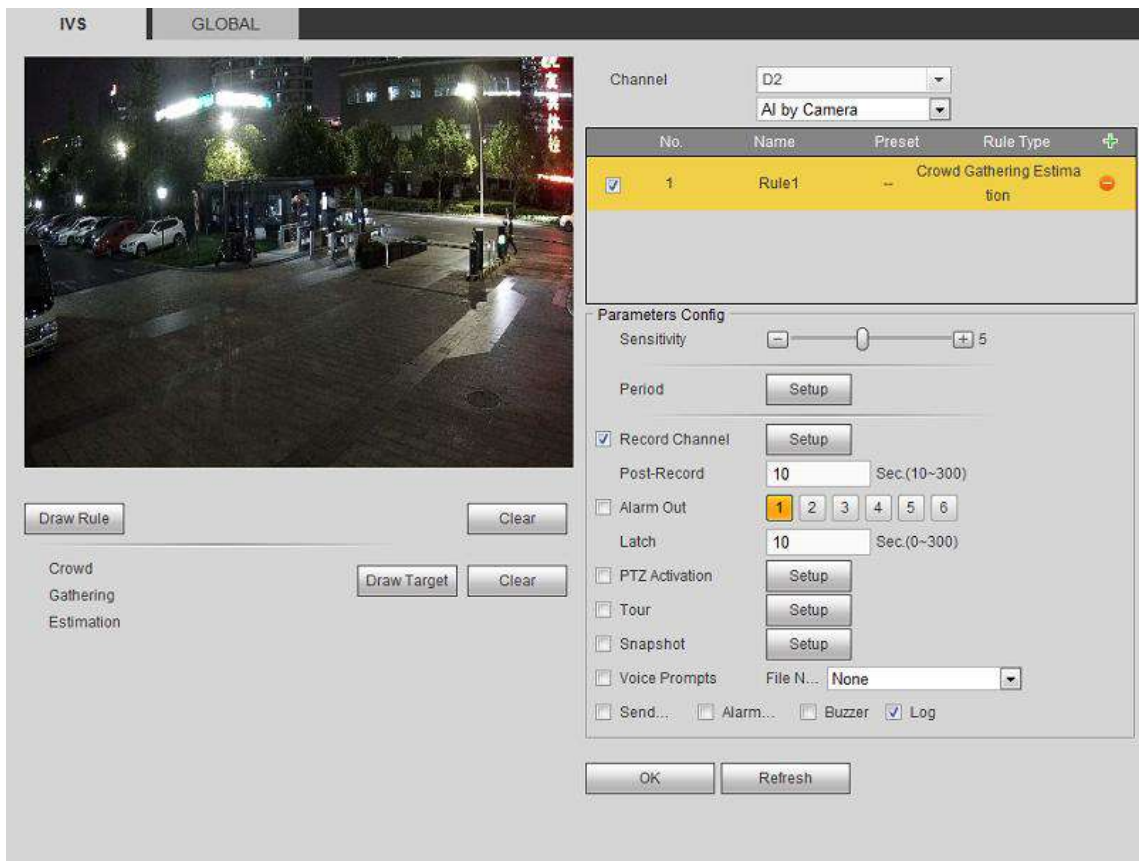 IVS GLOBAL
Channel D2
AI by Camera
No. Name Preset Rule Type
1 Rule1 -- Crowd Gathering Estima
tion
Parameters Config
Sensitivity 5
Period Setup
Record Channel Setup
Post-Record 10 Sec.(10~300)
Alarm Out 1 2 3 4 5 6
Latch 10 Sec.(0~300)
PTZ Activation Setup
Tour Setup
Snapshot Setup
Voice Prompts File N... None
Send... Alarm... Buzzer Log
OK Refresh
Draw Rule Clear
Crowd
Gathering
Estimation
Draw Target Clear